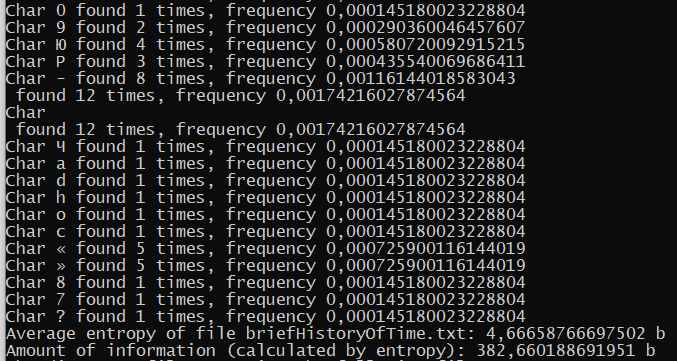 Char 0 found 1 times, frequency 0,000145180023228804
Char 9 found 2 times, frequency 0,000290360046457607
Char Ю found 4 times, frequency 0,000580720092915215
Char Р found 3 times, frequency 0,000435540069686411
Char – found 8 times, frequency 0,00116144018583043
found 12 times, frequency 0,00174216027874564
Char
found 12 times, frequency 0,00174216027874564
Char Ч found 1 times, frequency 0,000145180023228804
Char a found 1 times, frequency 0,000145180023228804
Char d found 1 times, frequency 0,000145180023228804
Char h found 1 times, frequency 0,000145180023228804
Char o found 1 times, frequency 0,000145180023228804
Char c found 1 times, frequency 0,000145180023228804
Char « found 5 times, frequency 0,000725900116144019
Char » found 5 times, frequency 0,000725900116144019
Char 8 found 1 times, frequency 0,000145180023228804
Char 7 found 1 times, frequency 0,000145180023228804
Char ? found 1 times, frequency 0,000145180023228804
Average entropy of file briefHistoryOfTime.txt: 4,66658766697502 b
Amount of information (calculated by entropy): 382,660188691951 b